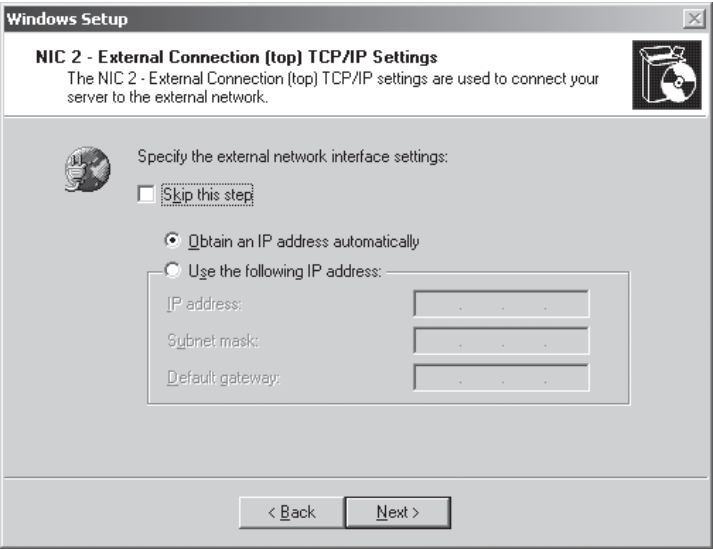 Windows Setup
NIC 2 - External Connection (top) TCP/IP Settings
The NIC 2 - External Connection (top) TCP/IP settings are used to connect your
server to the external network.
Specify the external network interface settings:
Skip this step
Obtain an IP address automatically
Use the following IP address:
IP address:
Subnet mask:
Default gateway:
< Back
Next >